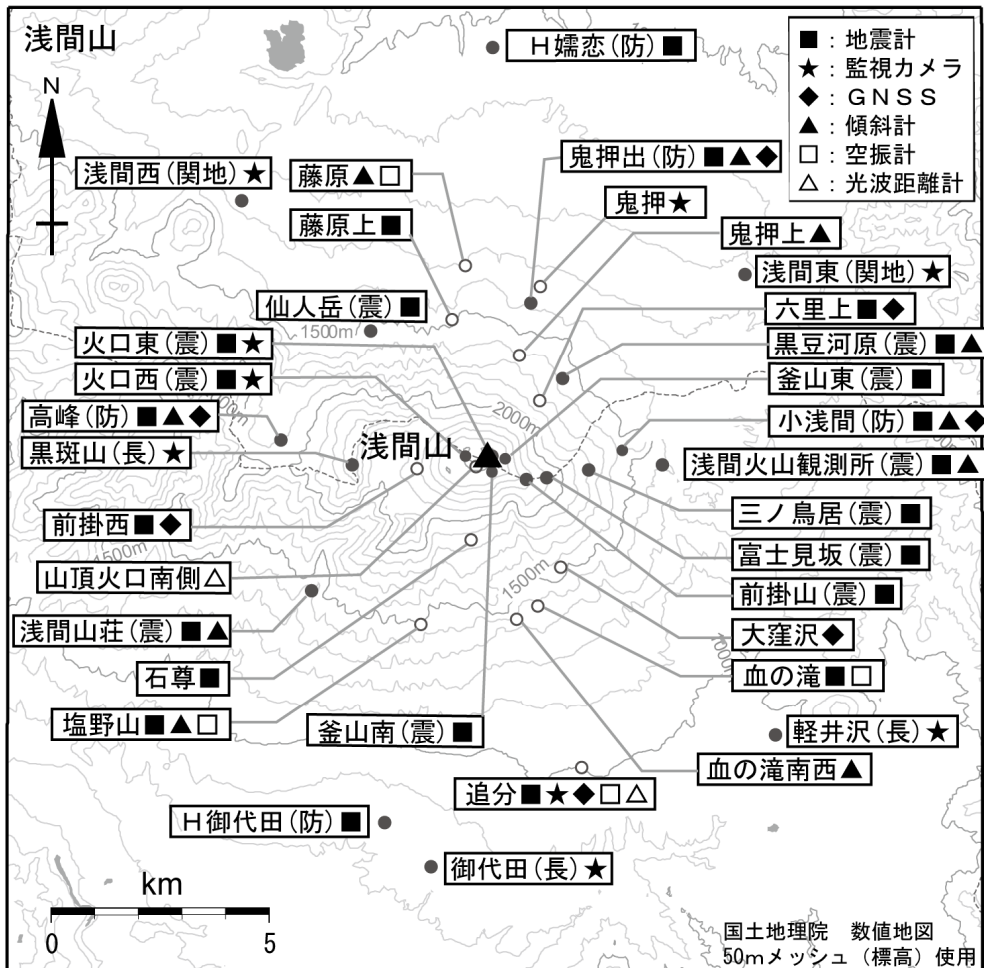 浅間山
N
■：地震計
★：監視カメラ
◆：ＧＮＳＳ
▲：傾斜計
□：空振計
△：光波距離計
Ｈ嬬恋(防)■
浅間西(関地)★
藤原▲□
鬼押出(防)■▲◆
鬼押★
藤原上■
鬼押上▲
浅間東(関地)★
仙人岳(震)■
1500m
六里上■◆
火口東(震)■★
黒豆河原(震)■▲
火口西(震)■★
釜山東(震)■
2000m
高峰(防)■▲◆
小浅間(防)■▲◆
浅間山
黒斑山(長)★
浅間火山観測所(震)■▲
前掛西■◆
三ノ鳥居(震)■
1500m
富士見坂(震)■
山頂火口南側△
1500m
前掛山(震)■
浅間山荘(震)■▲
大窪沢◆
石尊■
血の滝■□
塩野山■▲□
釜山南(震)■
軽井沢(長)★
血の滝南西▲
追分■★◆□△
Ｈ御代田(防)■
御代田(長)★
km
0 5
国土地理院　数値地図
50mメッシュ（標高）使用